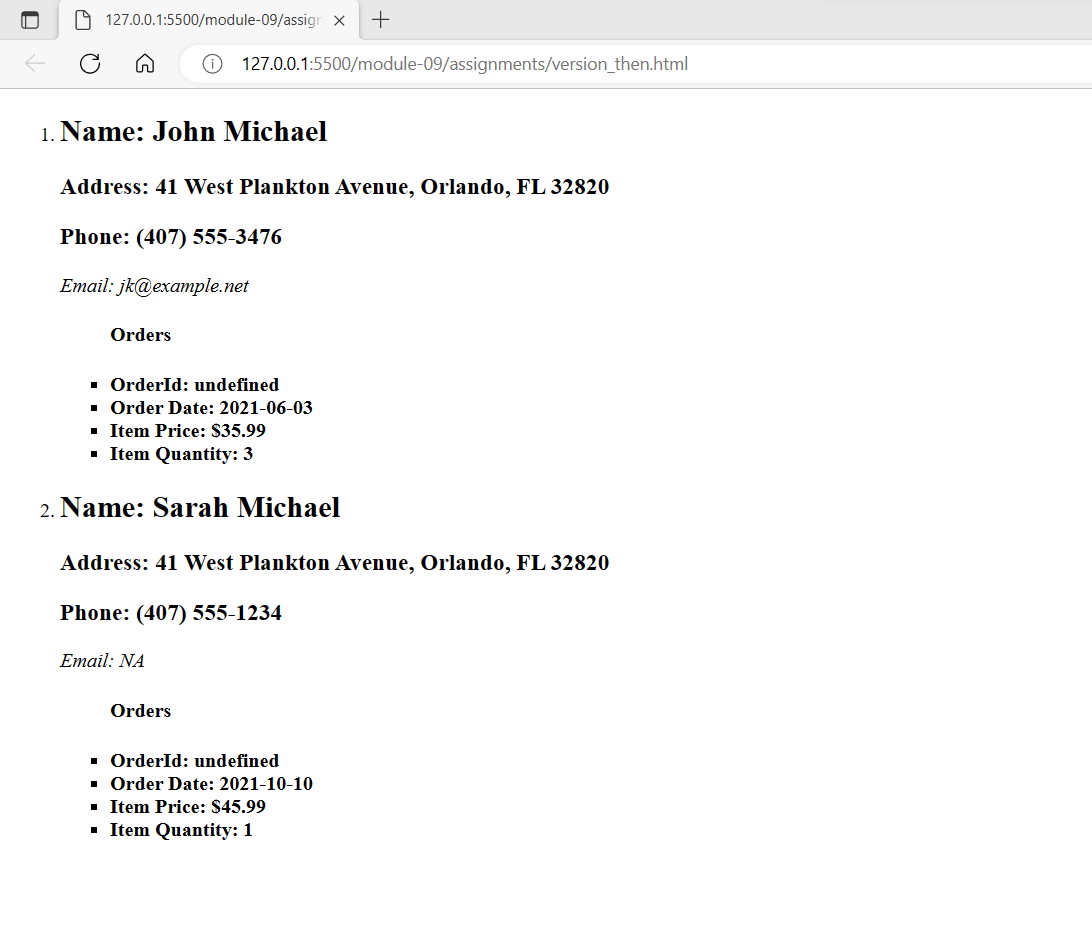 127.0.0.1:5500/module-09/assign
127.0.0.1:5500/module-09/assignments/version_then.html
1. Name: John Michael
Address: 41 West Plankton Avenue, Orlando, FL 32820
Phone: (407) 555-3476
Email: jk@example.net
Orders
▪ OrderId: undefined
▪ Order Date: 2021-06-03
▪ Item Price: $35.99
▪ Item Quantity: 3
2. Name: Sarah Michael
Address: 41 West Plankton Avenue, Orlando, FL 32820
Phone: (407) 555-1234
Email: NA
Orders
▪ OrderId: undefined
▪ Order Date: 2021-10-10
▪ Item Price: $45.99
▪ Item Quantity: 1